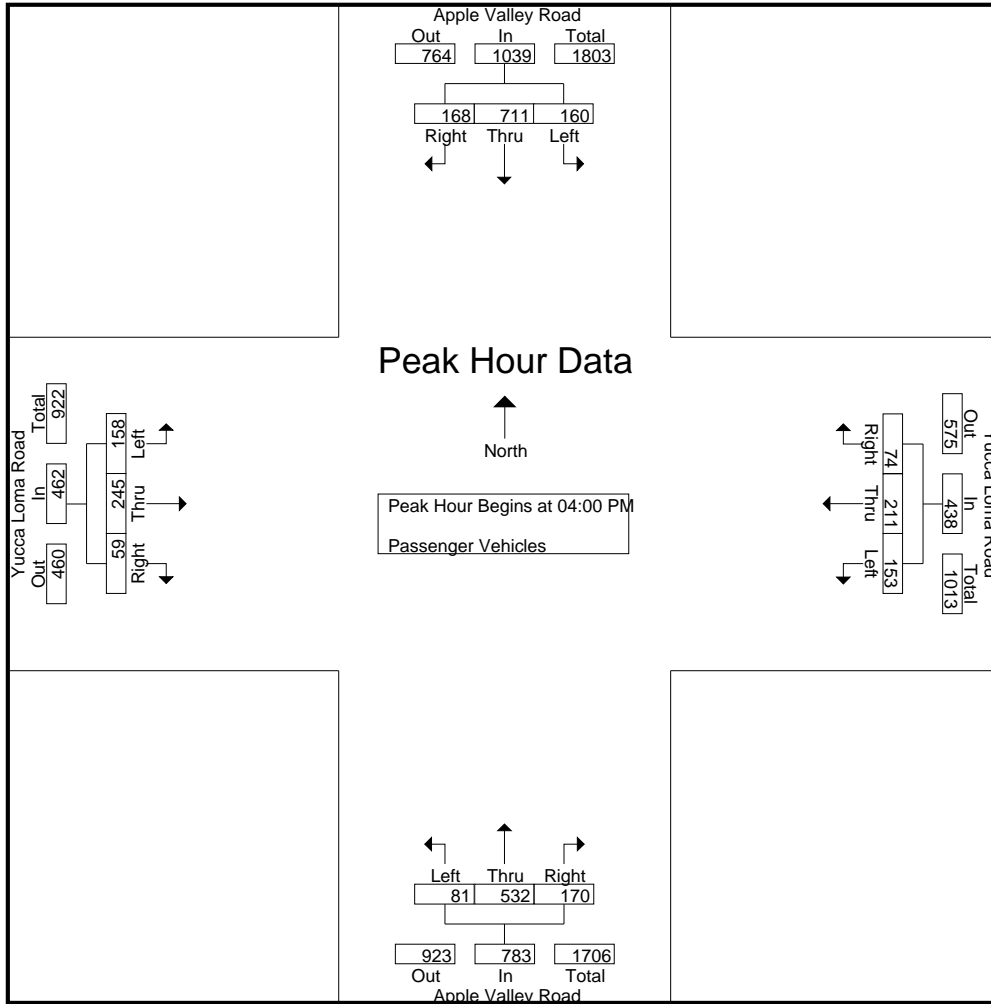 Apple Valley Road
Out In Total
764 1039 1803
168 711 160
Right Thru Left
Peak Hour Data
North
Peak Hour Begins at 04:00 PM
Passenger Vehicles
Yucca Loma Road
Total In Out
922 462 460
158 245 59
Left Thru Right
Right Thru Left
74 211 153
Out In Total
575 438 1013
Yucca Loma Road
Left Thru Right
81 532 170
923 783 1706
Out In Total
Apple Valley Road